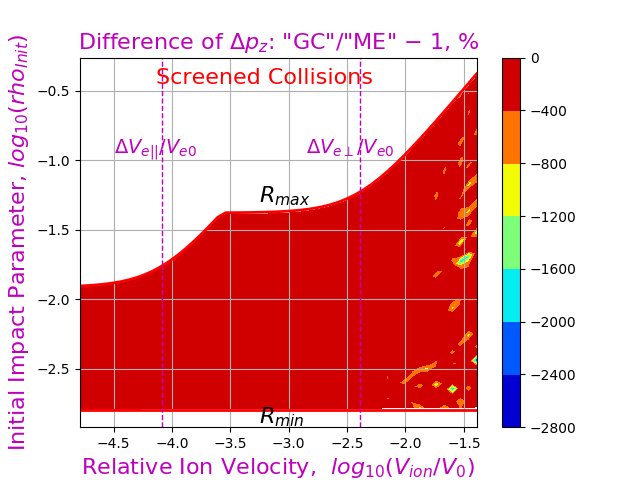 Difference of Δp_z: "GC"/"ME" − 1, %
Screened Collisions
ΔV_e||/V_e0
ΔV_e⊥/V_e0
R_max
R_min
Initial Impact Parameter, log_10(rho_Init)
−0.5
−1.0
−1.5
−2.0
−2.5
−4.5
−4.0
−3.5
−3.0
−2.5
−2.0
−1.5
Relative Ion Velocity, log_10(V_ion/V_0)
0
−400
−800
−1200
−1600
−2000
−2400
−2800